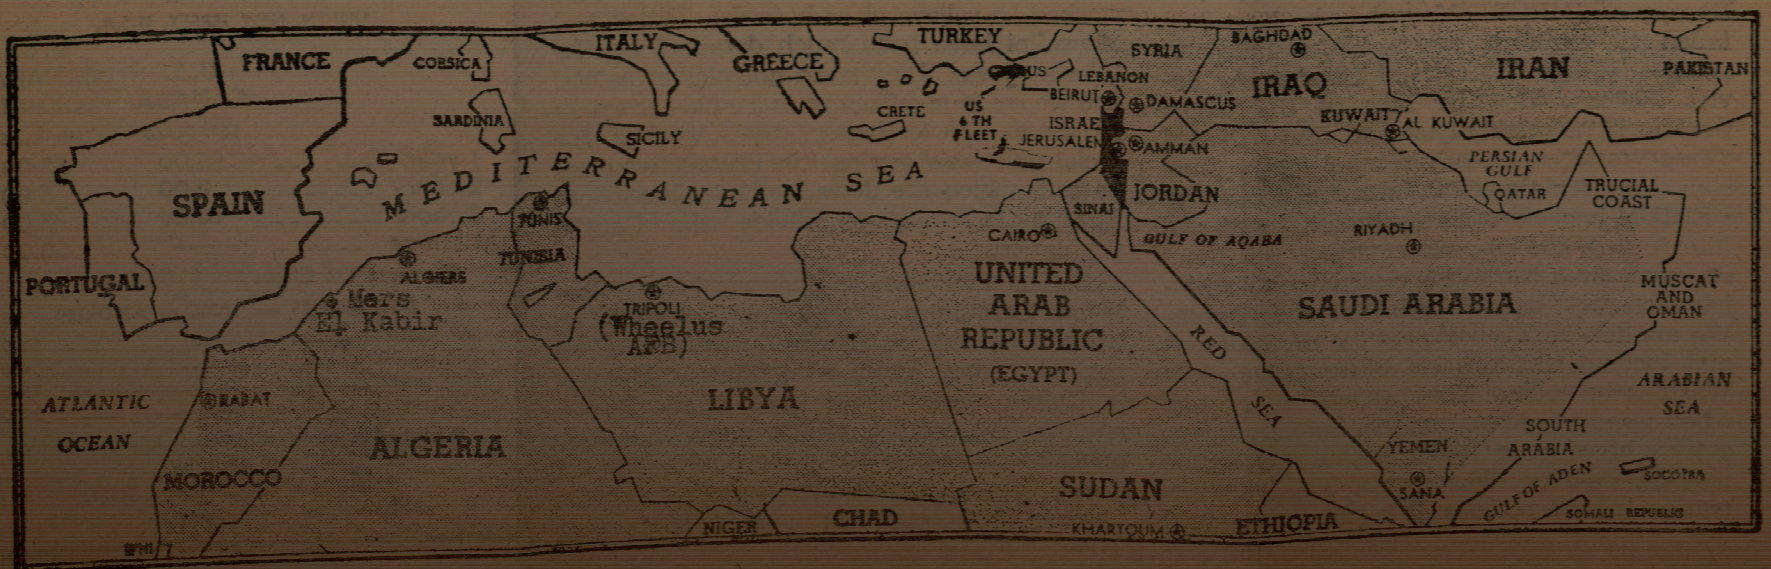 FRANCE
CORSICA
ITALY
GREECE
TURKEY
SYRIA
BAGHDAD
IRAQ
IRAN
PAKISTAN
LEBANON
BEIRUT
DAMASCUS
SARDINIA
SICILY
CRETE
US
6 TH
FLEET
ISRAE
JERUSALEM
AMMAN
KUWAIT
AL KUWAIT
PERSIAN
GULF
QATAR
TRUCIAL
COAST
SPAIN
MEDITERRANEAN SEA
SINAI
JORDAN
PORTUGAL
TUNIS
TUNISIA
ALGIERS
Mers
El Kabir
TRIPOLI
(Wheelus
AFB)
CAIRO
GULF OF AQABA
RIYADH
UNITED
ARAB
REPUBLIC
(EGYPT)
SAUDI ARABIA
MUSCAT
AND
OMAN
RED
SEA
ATLANTIC
OCEAN
RABAT
MOROCCO
ALGERIA
LIBYA
ARABIAN
SEA
SOUTH
ARABIA
YEMEN
SANA
GULF OF ADEN
SOCOTRA
SOMALI REPUBLIC
NIGER
CHAD
SUDAN
KHARTOUM
ETHIOPIA